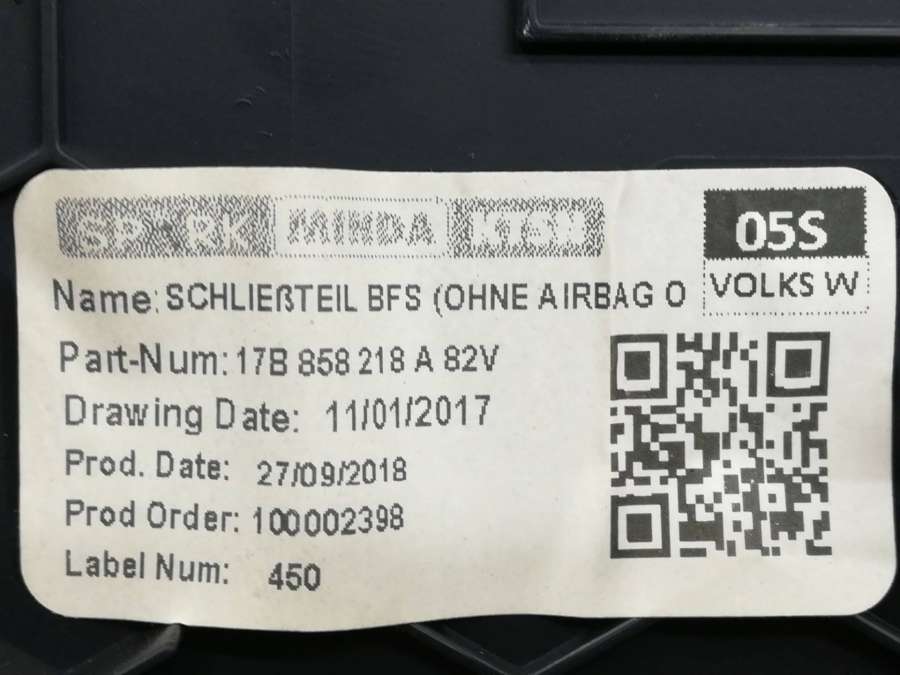 SPARK MINDA KTSN
05S
VOLKS W
Name: SCHLIEßTEIL BFS (OHNE AIRBAG O
Part-Num: 17B 858 218 A 82V
Drawing Date: 11/01/2017
Prod. Date: 27/09/2018
Prod Order: 100002398
Label Num: 450